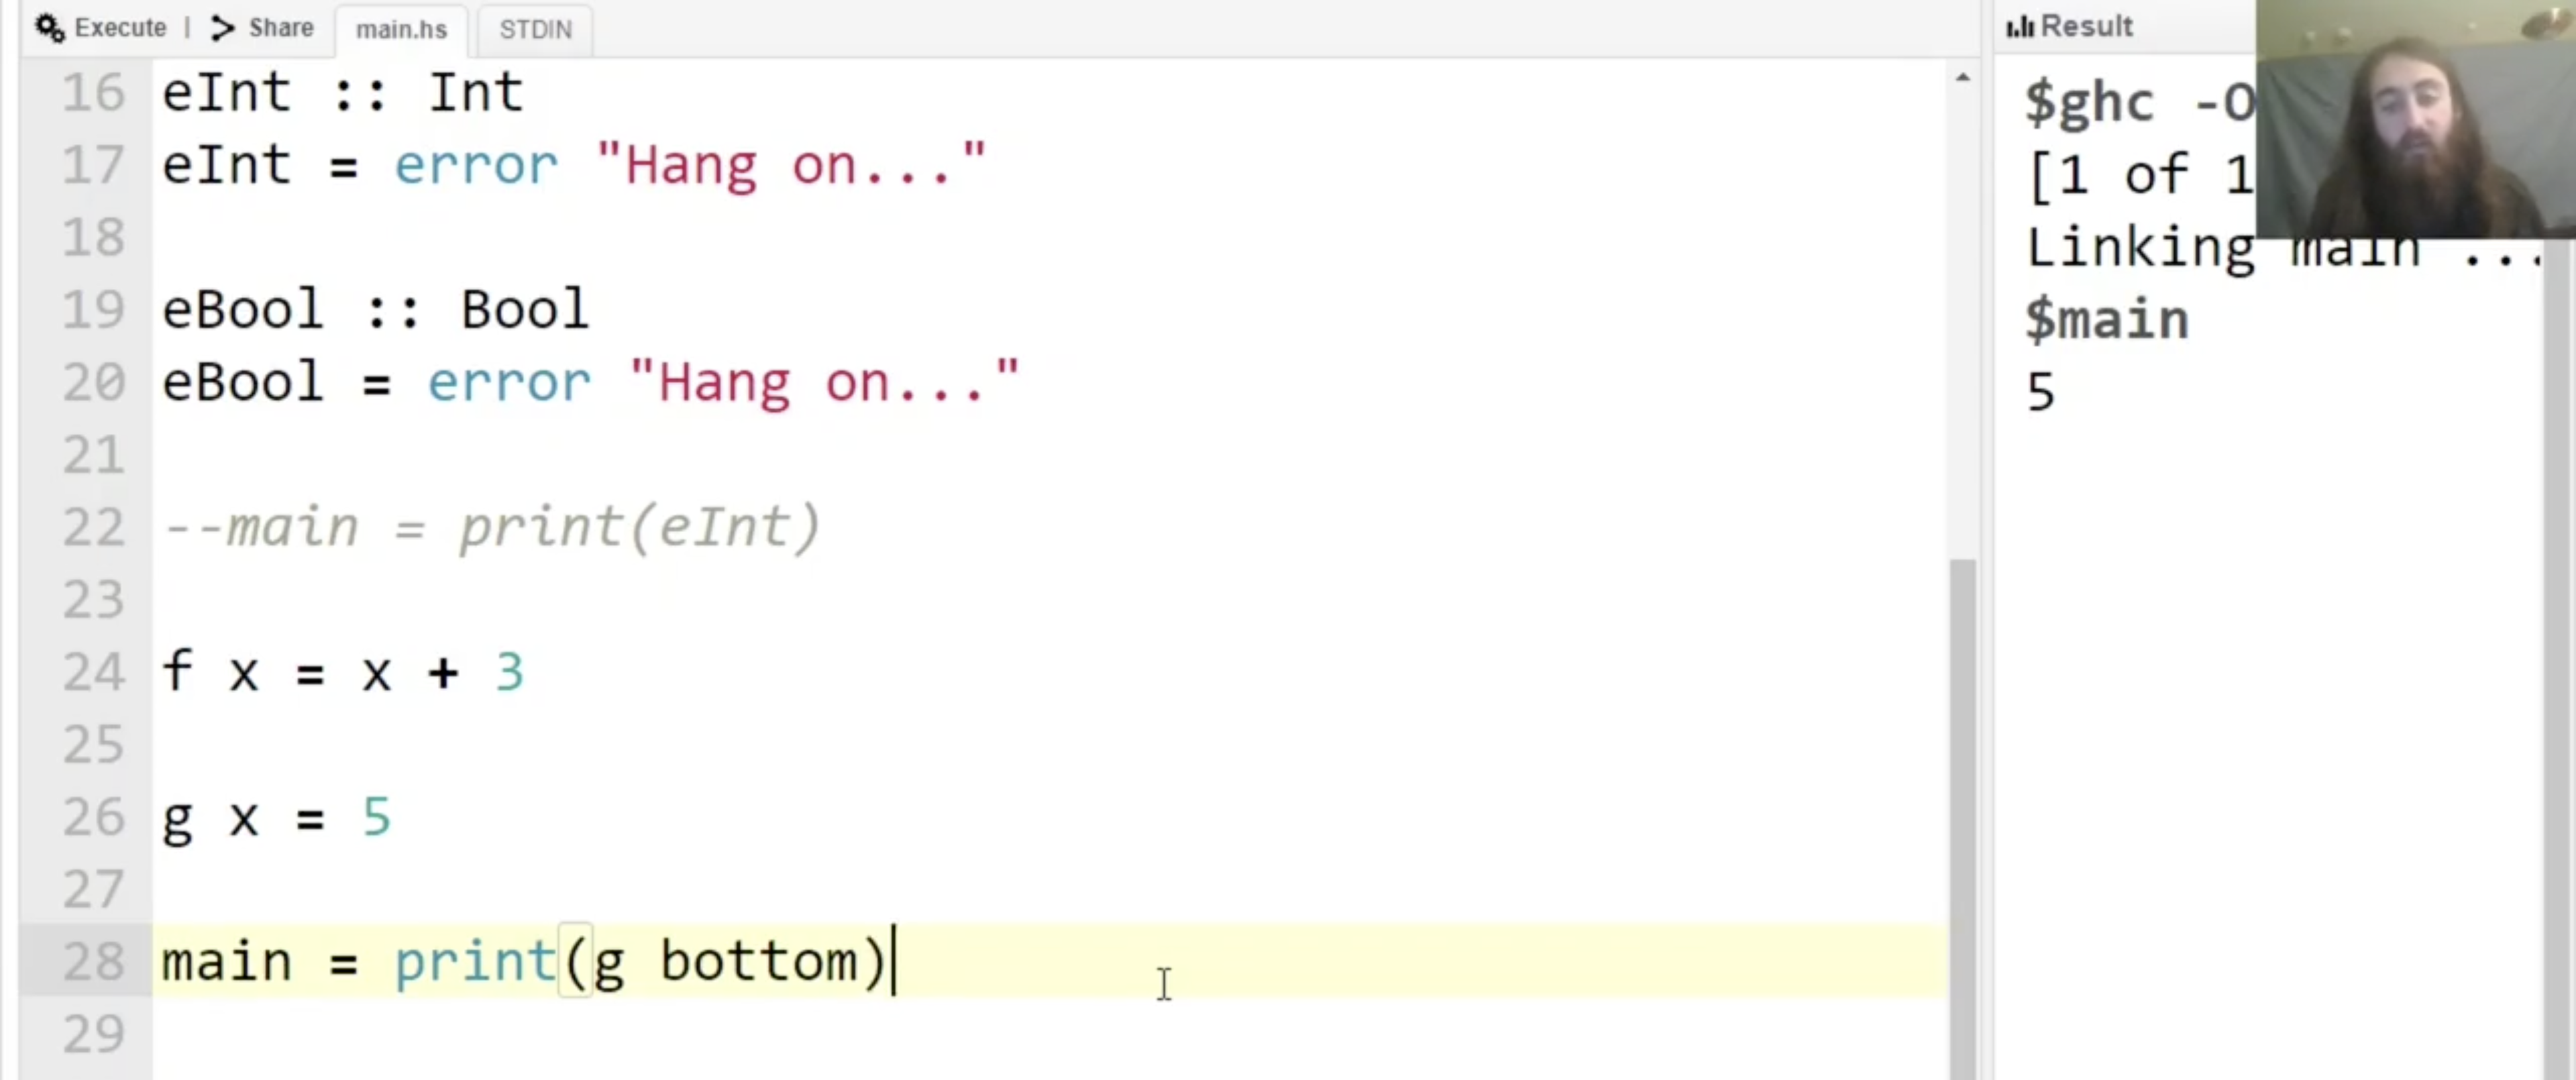 Execute | Share main.hs STDIN
16 eInt :: Int
17 eInt = error "Hang on..."
18
19 eBool :: Bool
20 eBool = error "Hang on..."
21
22 --main = print(eInt)
23
24 f x = x + 3
25
26 g x = 5
27
28 main = print(g bottom)
29
Result
$ghc -O
[1 of 1
Linking main ...
$main
5